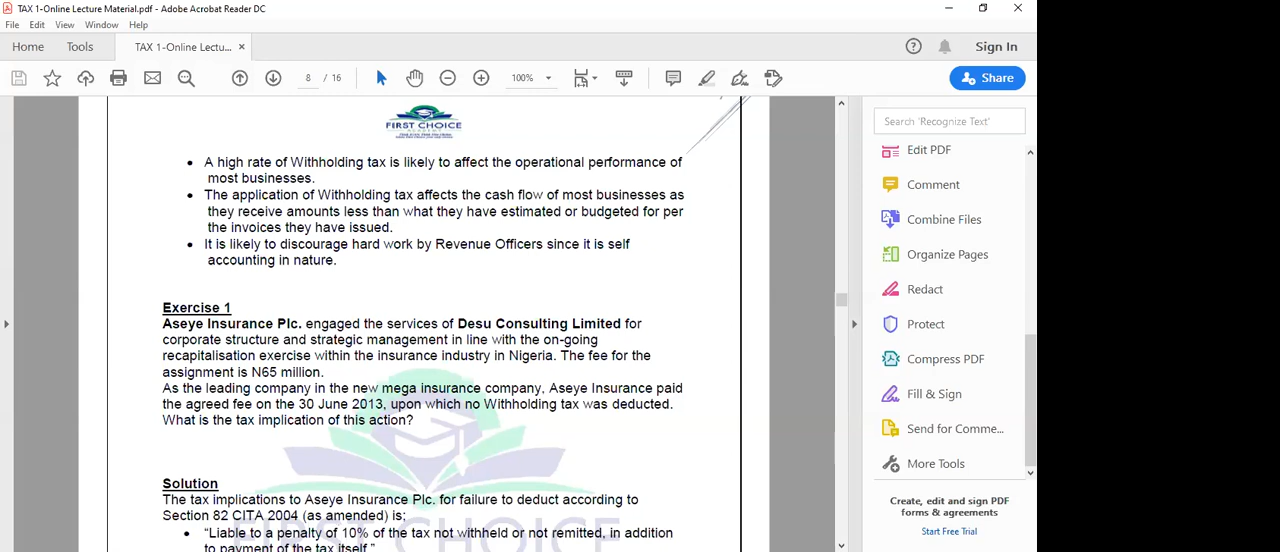 TAX 1-Online Lecture Material.pdf - Adobe Acrobat Reader DC
File Edit View Window Help
Home Tools TAX 1-Online Lectu... ×
Sign In
8 / 16
100%
Share
FIRST CHOICE
• A high rate of Withholding tax is likely to affect the operational performance of
most businesses.
• The application of Withholding tax affects the cash flow of most businesses as
they receive amounts less than what they have estimated or budgeted for per
the invoices they have issued.
• It is likely to discourage hard work by Revenue Officers since it is self
accounting in nature.
Exercise 1
Aseye Insurance Plc. engaged the services of Desu Consulting Limited for
corporate structure and strategic management in line with the on-going
recapitalisation exercise within the insurance industry in Nigeria. The fee for the
assignment is N65 million.
As the leading company in the new mega insurance company, Aseye Insurance paid
the agreed fee on the 30 June 2013, upon which no Withholding tax was deducted.
What is the tax implication of this action?
Solution
The tax implications to Aseye Insurance Plc. for failure to deduct according to
Section 82 CITA 2004 (as amended) is;
• “Liable to a penalty of 10% of the tax not withheld or not remitted, in addition
to payment of the tax itself.”
FIRST CHOICE
Search 'Recognize Text'
Edit PDF
Comment
Combine Files
Organize Pages
Redact
Protect
Compress PDF
Fill & Sign
Send for Comme...
More Tools
Create, edit and sign PDF
forms & agreements
Start Free Trial